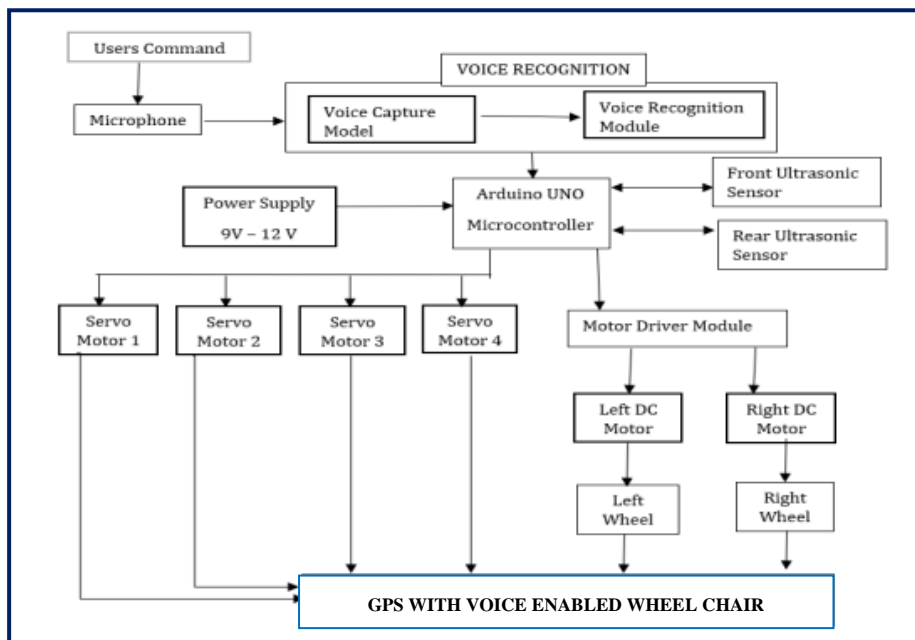 Users Command
VOICE RECOGNITION
Microphone
Voice Capture
Model
Voice Recognition
Module
Arduino UNO
Microcontroller
Front Ultrasonic
Sensor
Power Supply
9V – 12 V
Rear Ultrasonic
Sensor
Servo
Motor 1
Servo
Motor 2
Servo
Motor 3
Servo
Motor 4
Motor Driver Module
Left DC
Motor
Right DC
Motor
Left
Wheel
Right
Wheel
GPS WITH VOICE ENABLED WHEEL CHAIR